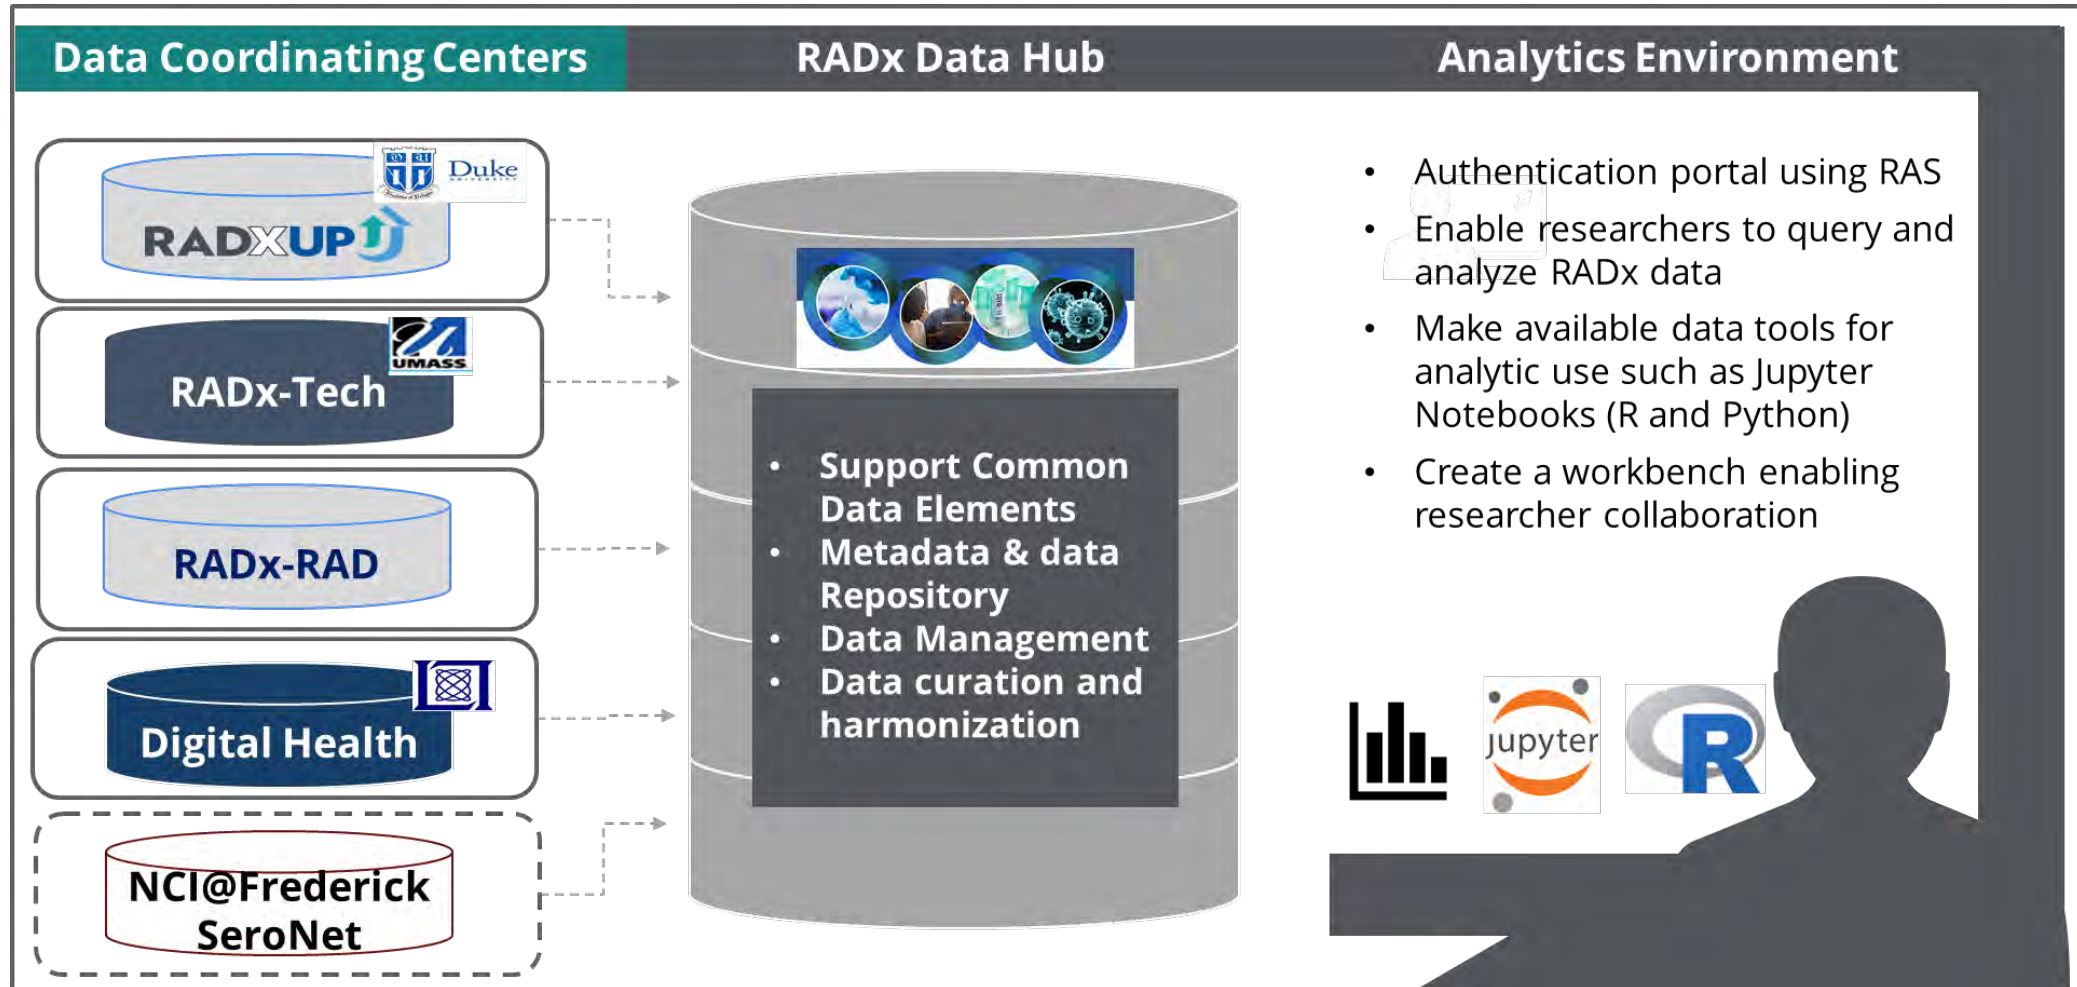 Data Coordinating Centers
RADx Data Hub
Analytics Environment
Duke
UNIVERSITY
RADXUP
UMASS
RADx-Tech
RADx-RAD
Digital Health
NCI@Frederick
SeroNet
• Support Common
Data Elements
• Metadata & data
Repository
• Data Management
• Data curation and
harmonization
• Authentication portal using RAS
• Enable researchers to query and
analyze RADx data
• Make available data tools for
analytic use such as Jupyter
Notebooks (R and Python)
• Create a workbench enabling
researcher collaboration
jupyter
R